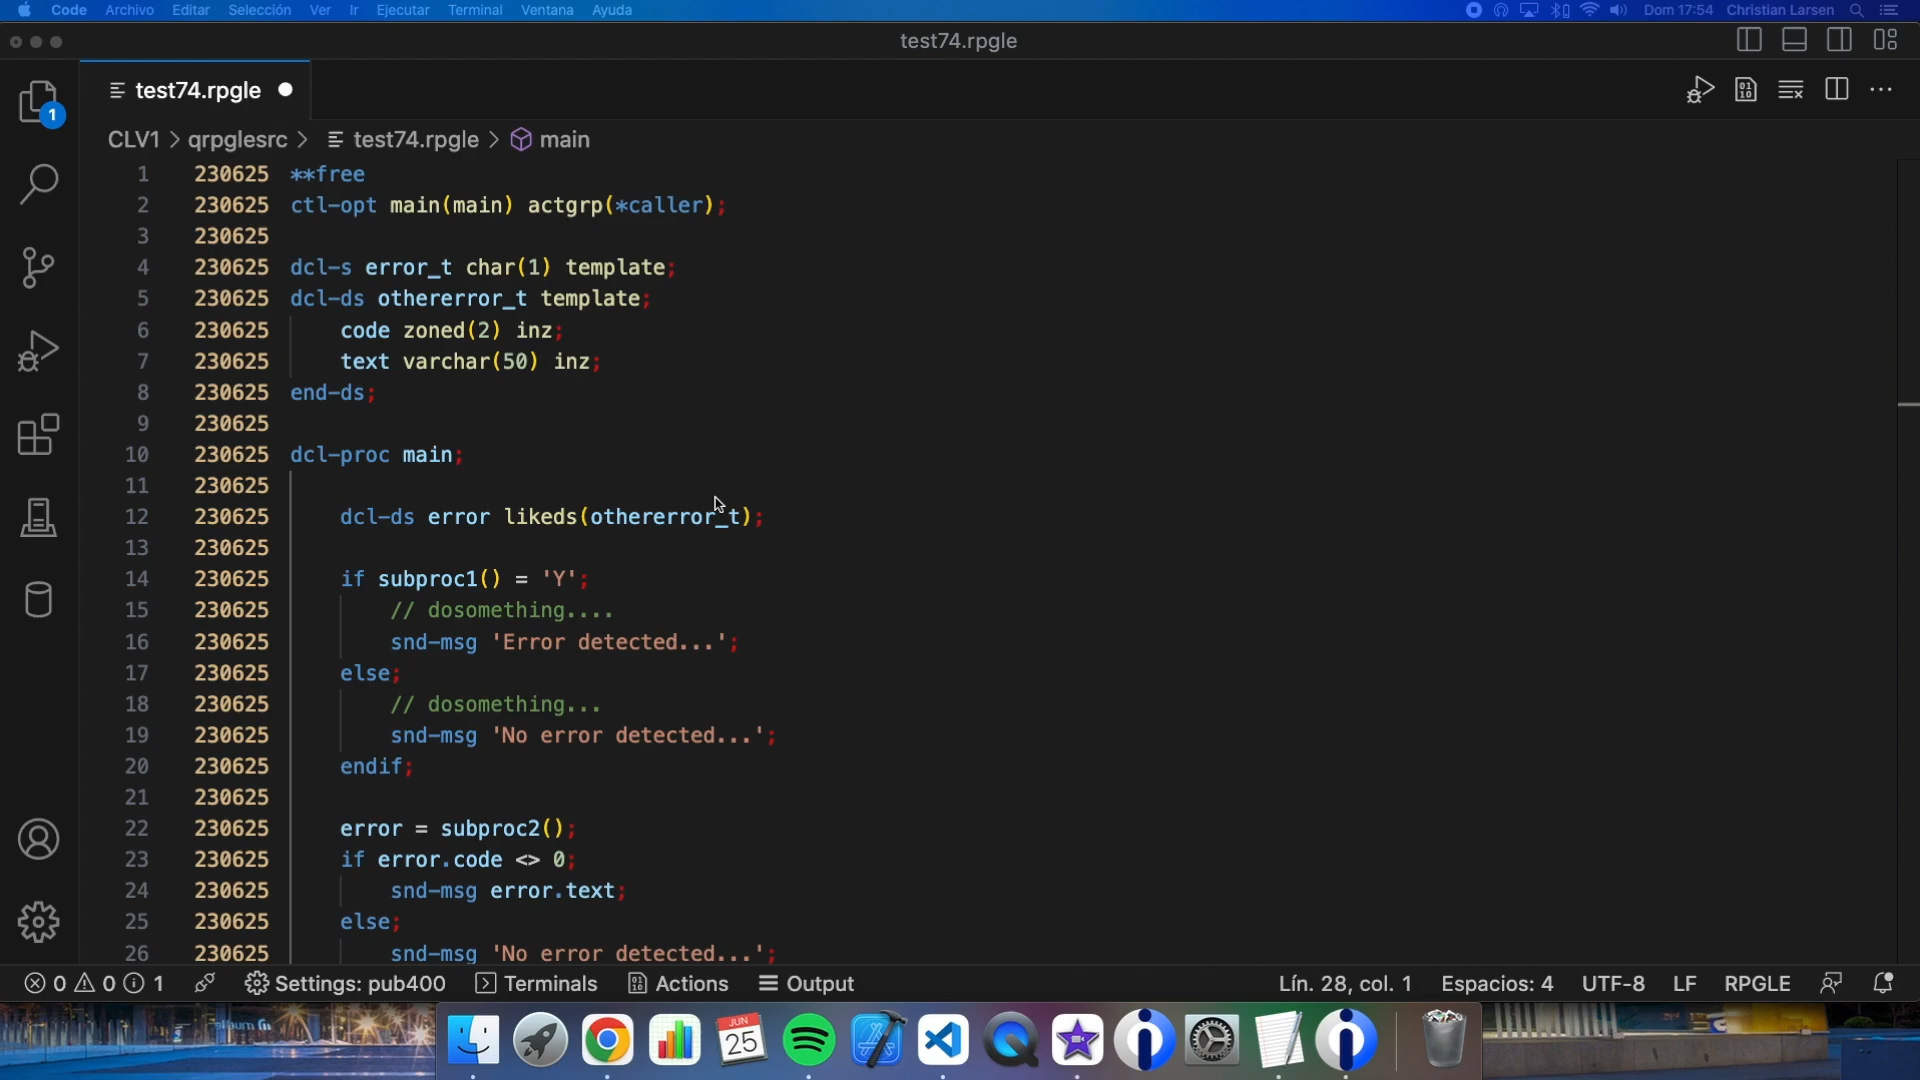 Code Archivo Editar Selección Ver Ir Ejecutar Terminal Ventana Ayuda Dom 17:54 Christian Larsen
test74.rpgle
test74.rpgle
1
CLV1 > qrpglesrc > test74.rpgle > main
1 230625 **free
2 230625 ctl-opt main(main) actgrp(*caller);
3 230625
4 230625 dcl-s error_t char(1) template;
5 230625 dcl-ds othererror_t template;
6 230625 code zoned(2) inz;
7 230625 text varchar(50) inz;
8 230625 end-ds;
9 230625
10 230625 dcl-proc main;
11 230625
12 230625 dcl-ds error likeds(othererror_t);
13 230625
14 230625 if subproc1() = 'Y';
15 230625 // dosomething....
16 230625 snd-msg 'Error detected...';
17 230625 else;
18 230625 // dosomething...
19 230625 snd-msg 'No error detected...';
20 230625 endif;
21 230625
22 230625 error = subproc2();
23 230625 if error.code <> 0;
24 230625 snd-msg error.text;
25 230625 else;
26 230625 snd-msg 'No error detected...';
0 0 1 Settings: pub400 Terminals Actions Output Lín. 28, col. 1 Espacios: 4 UTF-8 LF RPGLE
JUN
25